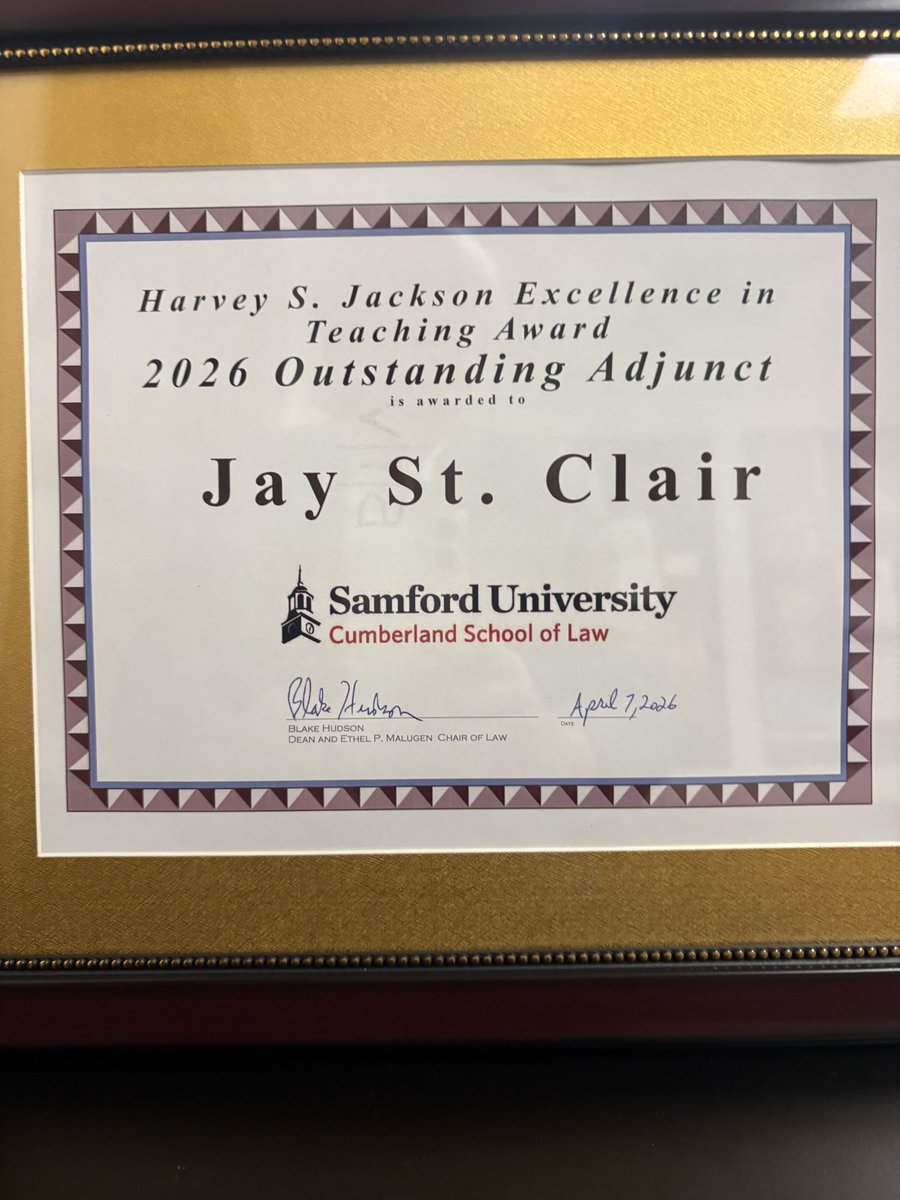 Harvey S. Jackson Excellence in
Teaching Award
2026 Outstanding Adjunct
is awarded to
Jay St. Clair
Samford University
Cumberland School of Law
Blake Hudson April 7, 2026
BLAKE HUDSON DATE
DEAN AND ETHEL P. MALUGEN CHAIR OF LAW